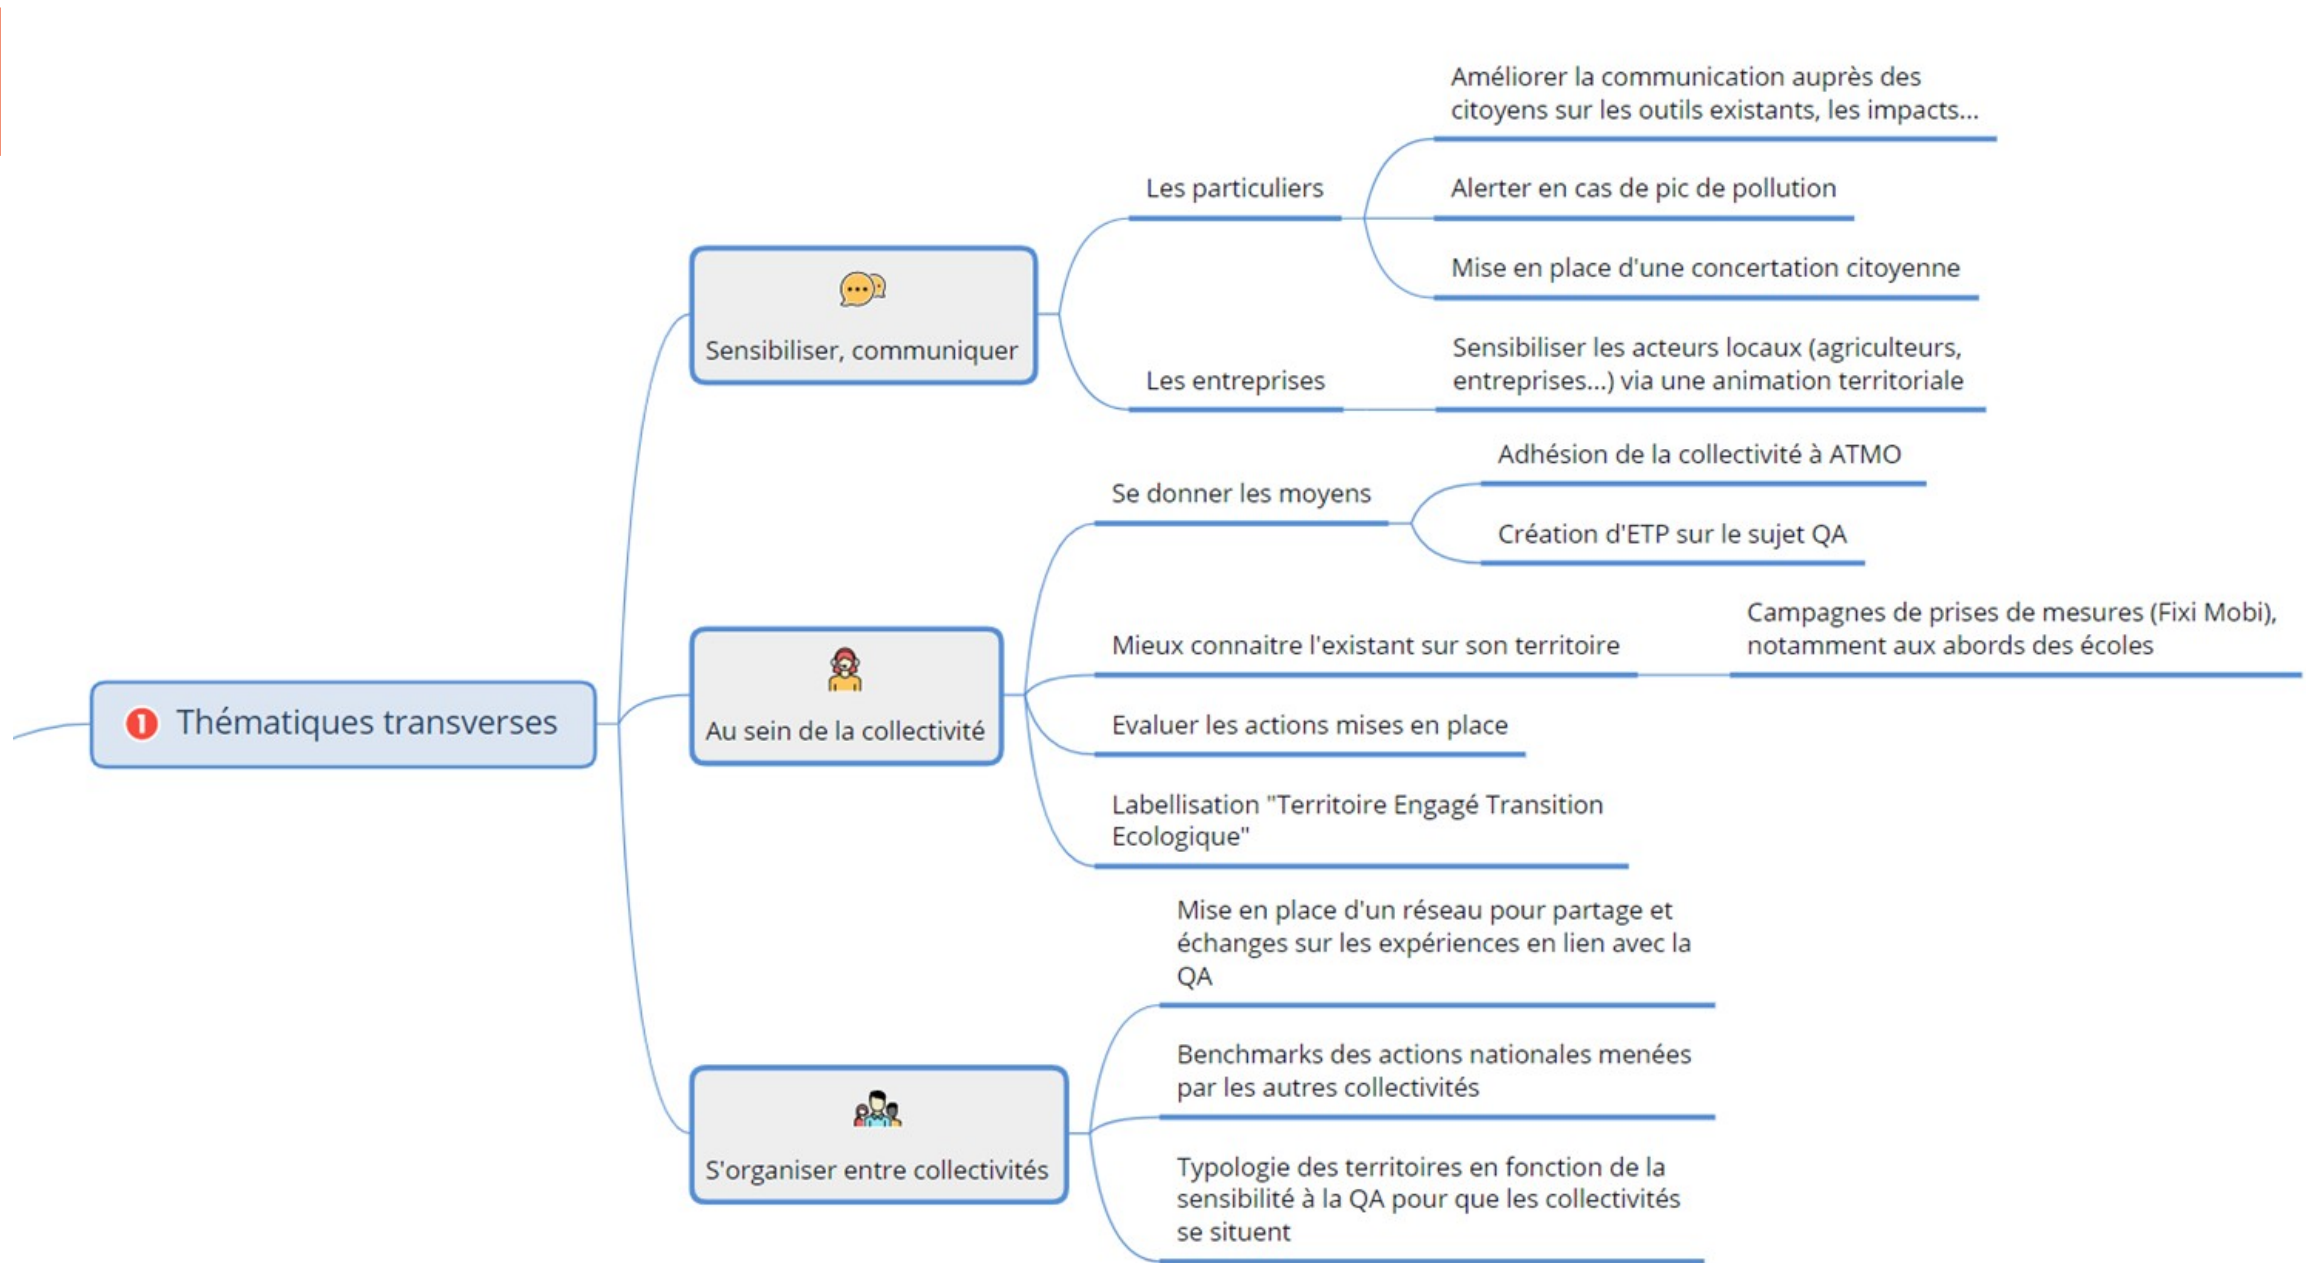 1 Thématiques transverses
Sensibiliser, communiquer
Les particuliers
Améliorer la communication auprès des
citoyens sur les outils existants, les impacts...
Alerter en cas de pic de pollution
Mise en place d'une concertation citoyenne
Les entreprises
Sensibiliser les acteurs locaux (agriculteurs,
entreprises...) via une animation territoriale
Au sein de la collectivité
Se donner les moyens
Adhésion de la collectivité à ATMO
Création d'ETP sur le sujet QA
Mieux connaitre l'existant sur son territoire
Campagnes de prises de mesures (Fixi Mobi),
notamment aux abords des écoles
Evaluer les actions mises en place
Labellisation "Territoire Engagé Transition
Ecologique"
S'organiser entre collectivités
Mise en place d'un réseau pour partage et
échanges sur les expériences en lien avec la
QA
Benchmarks des actions nationales menées
par les autres collectivités
Typologie des territoires en fonction de la
sensibilité à la QA pour que les collectivités
se situent